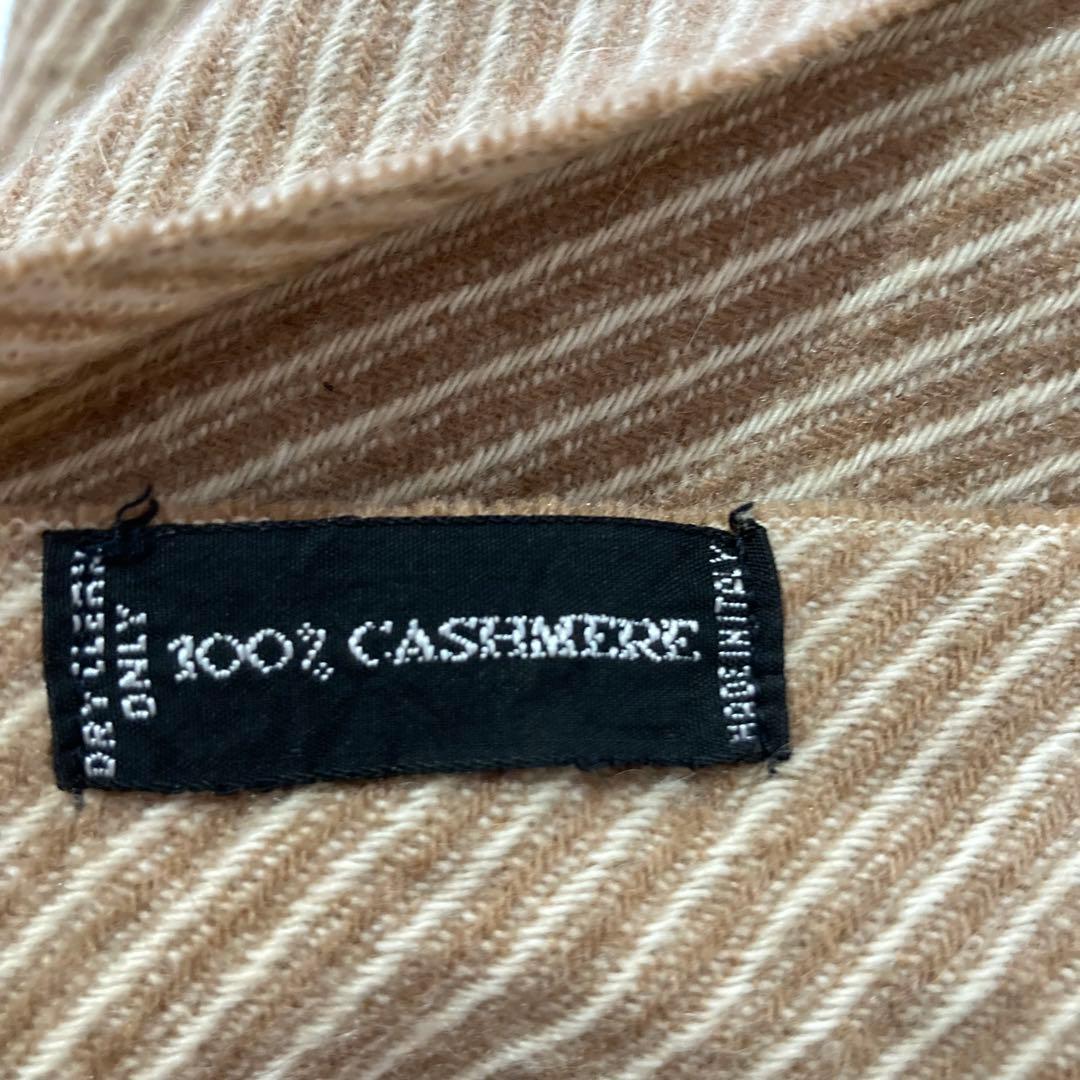 DRY CLEAN
ONLY
100% CASHMERE
MADE IN ITALY